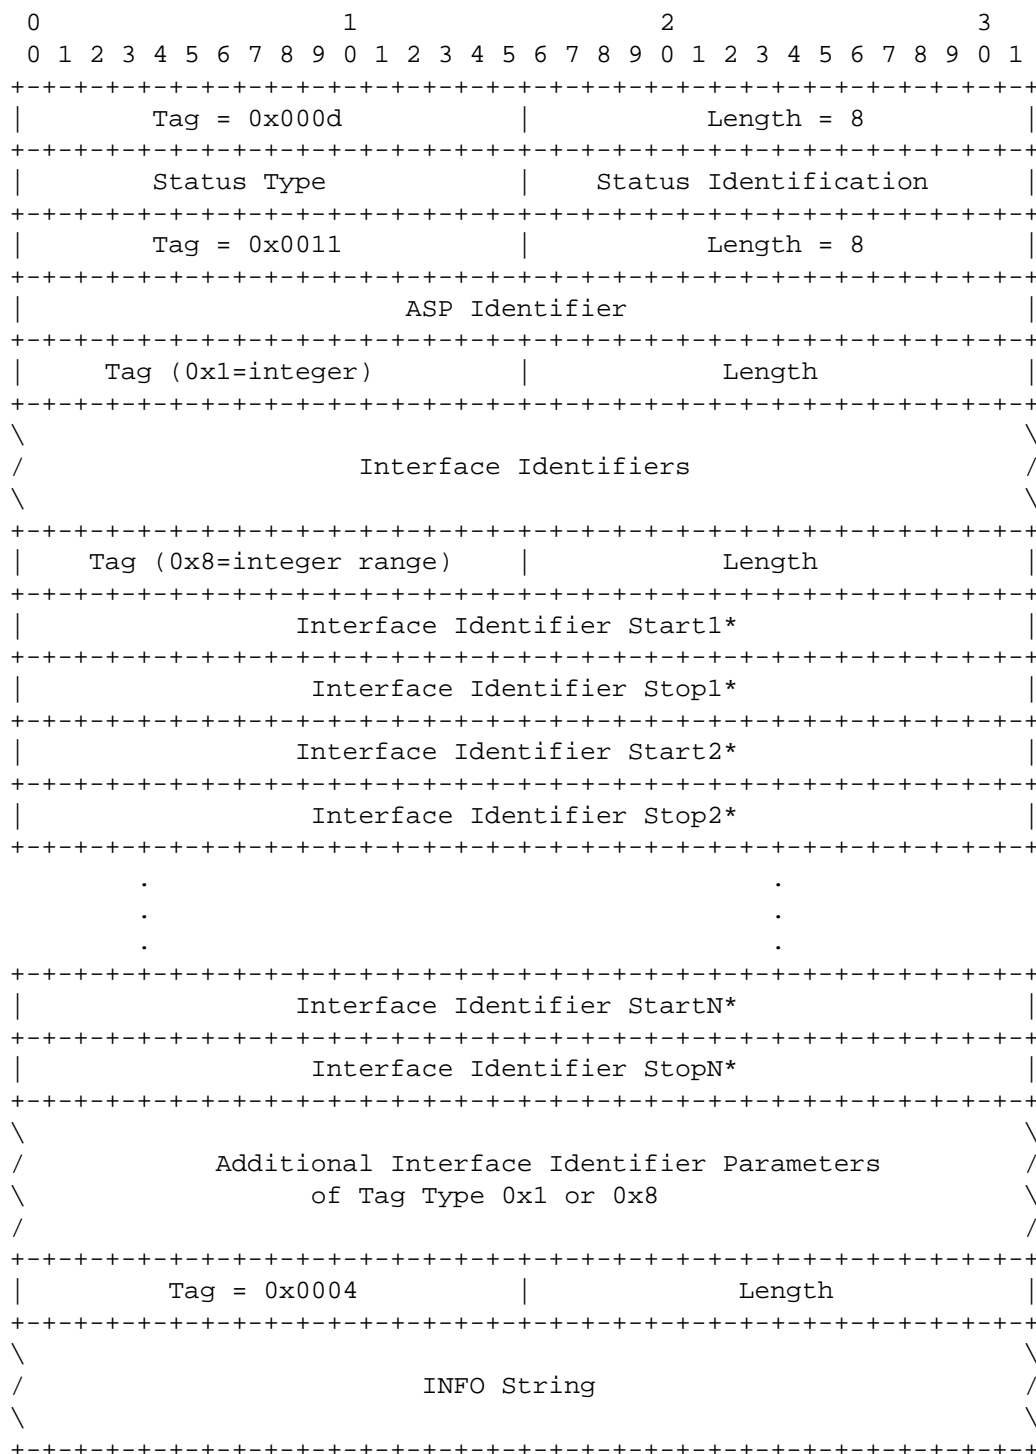 0                   1                   2                   3
 0 1 2 3 4 5 6 7 8 9 0 1 2 3 4 5 6 7 8 9 0 1 2 3 4 5 6 7 8 9 0 1
+-+-+-+-+-+-+-+-+-+-+-+-+-+-+-+-+-+-+-+-+-+-+-+-+-+-+-+-+-+-+-+-+
|        Tag = 0x000d           |           Length = 8          |
+-+-+-+-+-+-+-+-+-+-+-+-+-+-+-+-+-+-+-+-+-+-+-+-+-+-+-+-+-+-+-+-+
|        Status Type            |    Status Identification      |
+-+-+-+-+-+-+-+-+-+-+-+-+-+-+-+-+-+-+-+-+-+-+-+-+-+-+-+-+-+-+-+-+
|        Tag = 0x0011           |           Length = 8          |
+-+-+-+-+-+-+-+-+-+-+-+-+-+-+-+-+-+-+-+-+-+-+-+-+-+-+-+-+-+-+-+-+
|                        ASP Identifier                         |
+-+-+-+-+-+-+-+-+-+-+-+-+-+-+-+-+-+-+-+-+-+-+-+-+-+-+-+-+-+-+-+-+
|     Tag (0x1=integer)         |            Length             |
+-+-+-+-+-+-+-+-+-+-+-+-+-+-+-+-+-+-+-+-+-+-+-+-+-+-+-+-+-+-+-+-+
\                                                               \
/                     Interface Identifiers                     /
\                                                               \
+-+-+-+-+-+-+-+-+-+-+-+-+-+-+-+-+-+-+-+-+-+-+-+-+-+-+-+-+-+-+-+-+
|    Tag (0x8=integer range)    |            Length             |
+-+-+-+-+-+-+-+-+-+-+-+-+-+-+-+-+-+-+-+-+-+-+-+-+-+-+-+-+-+-+-+-+
|                 Interface Identifier Start1*                  |
+-+-+-+-+-+-+-+-+-+-+-+-+-+-+-+-+-+-+-+-+-+-+-+-+-+-+-+-+-+-+-+-+
|                  Interface Identifier Stop1*                  |
+-+-+-+-+-+-+-+-+-+-+-+-+-+-+-+-+-+-+-+-+-+-+-+-+-+-+-+-+-+-+-+-+
|                 Interface Identifier Start2*                  |
+-+-+-+-+-+-+-+-+-+-+-+-+-+-+-+-+-+-+-+-+-+-+-+-+-+-+-+-+-+-+-+-+
|                  Interface Identifier Stop2*                  |
+-+-+-+-+-+-+-+-+-+-+-+-+-+-+-+-+-+-+-+-+-+-+-+-+-+-+-+-+-+-+-+-+
        .                                       .
        .                                       .
        .                                       .
+-+-+-+-+-+-+-+-+-+-+-+-+-+-+-+-+-+-+-+-+-+-+-+-+-+-+-+-+-+-+-+-+
|                 Interface Identifier StartN*                  |
+-+-+-+-+-+-+-+-+-+-+-+-+-+-+-+-+-+-+-+-+-+-+-+-+-+-+-+-+-+-+-+-+
|                  Interface Identifier StopN*                  |
+-+-+-+-+-+-+-+-+-+-+-+-+-+-+-+-+-+-+-+-+-+-+-+-+-+-+-+-+-+-+-+-+
\                                                               \
/            Additional Interface Identifier Parameters         /
\                  of Tag Type 0x1 or 0x8                       \
/                                                               /
+-+-+-+-+-+-+-+-+-+-+-+-+-+-+-+-+-+-+-+-+-+-+-+-+-+-+-+-+-+-+-+-+
|         Tag = 0x0004          |             Length            |
+-+-+-+-+-+-+-+-+-+-+-+-+-+-+-+-+-+-+-+-+-+-+-+-+-+-+-+-+-+-+-+-+
\                                                               \
/                         INFO String                           /
\                                                               \
+-+-+-+-+-+-+-+-+-+-+-+-+-+-+-+-+-+-+-+-+-+-+-+-+-+-+-+-+-+-+-+-+